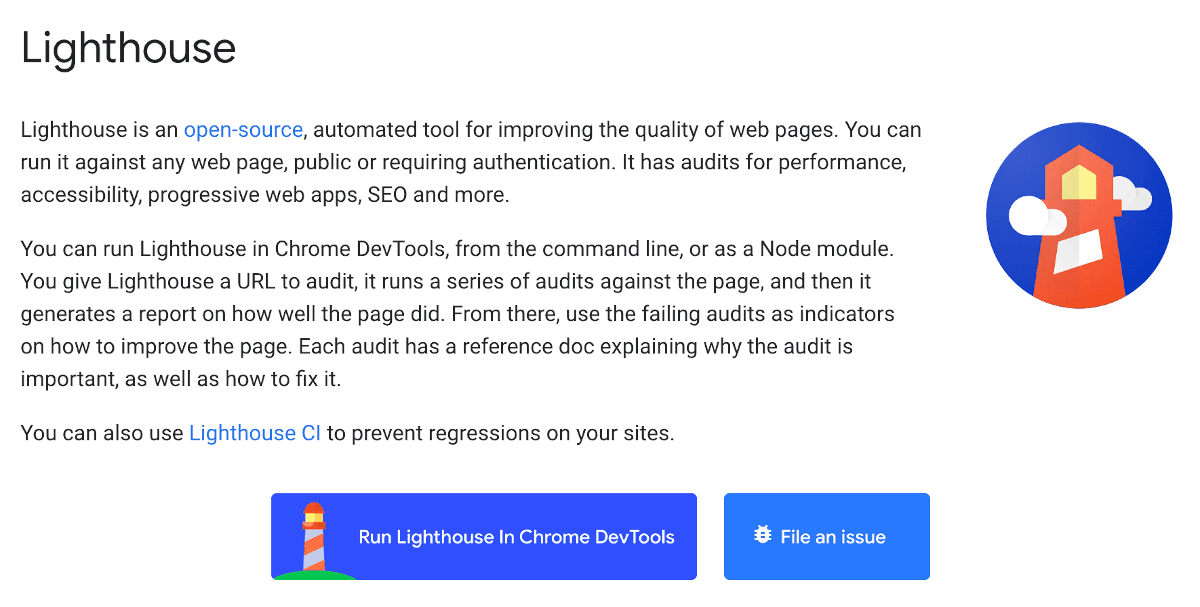 Lighthouse
Lighthouse is an open-source, automated tool for improving the quality of web pages. You can
run it against any web page, public or requiring authentication. It has audits for performance,
accessibility, progressive web apps, SEO and more.
You can run Lighthouse in Chrome DevTools, from the command line, or as a Node module.
You give Lighthouse a URL to audit, it runs a series of audits against the page, and then it
generates a report on how well the page did. From there, use the failing audits as indicators
on how to improve the page. Each audit has a reference doc explaining why the audit is
important, as well as how to fix it.
You can also use Lighthouse CI to prevent regressions on your sites.
Run Lighthouse In Chrome DevTools
File an issue